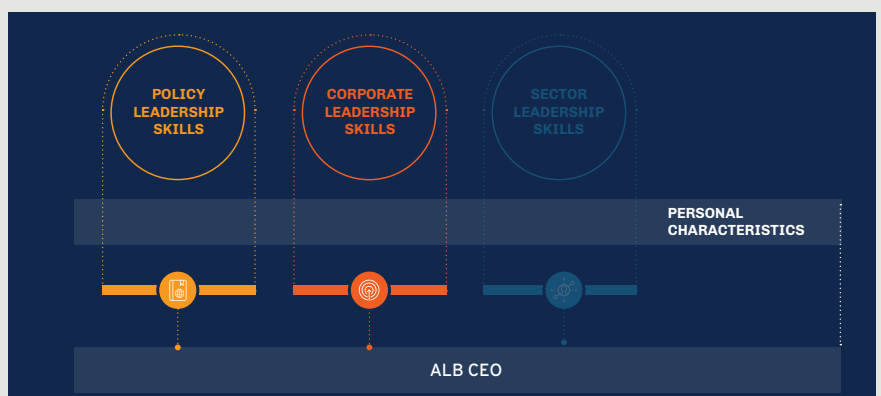 POLICY
LEADERSHIP
SKILLS
CORPORATE
LEADERSHIP
SKILLS
SECTOR
LEADERSHIP
SKILLS
PERSONAL
CHARACTERISTICS
ALB CEO